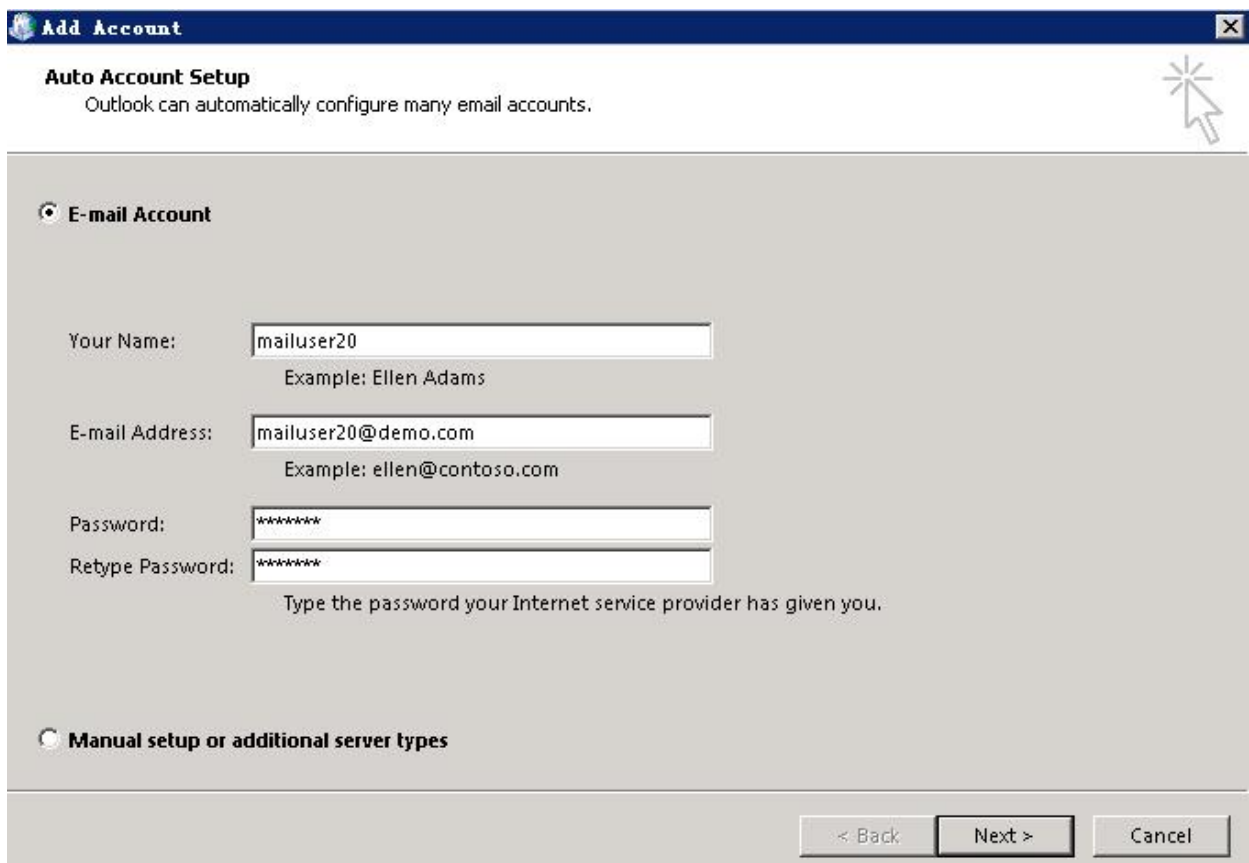 Add Account
Auto Account Setup
Outlook can automatically configure many email accounts.
E-mail Account
Your Name: mailuser20
Example: Ellen Adams
E-mail Address: mailuser20@demo.com
Example: ellen@contoso.com
Password: *******
Retype Password: *******
Type the password your Internet service provider has given you.
Manual setup or additional server types
< Back Next > Cancel